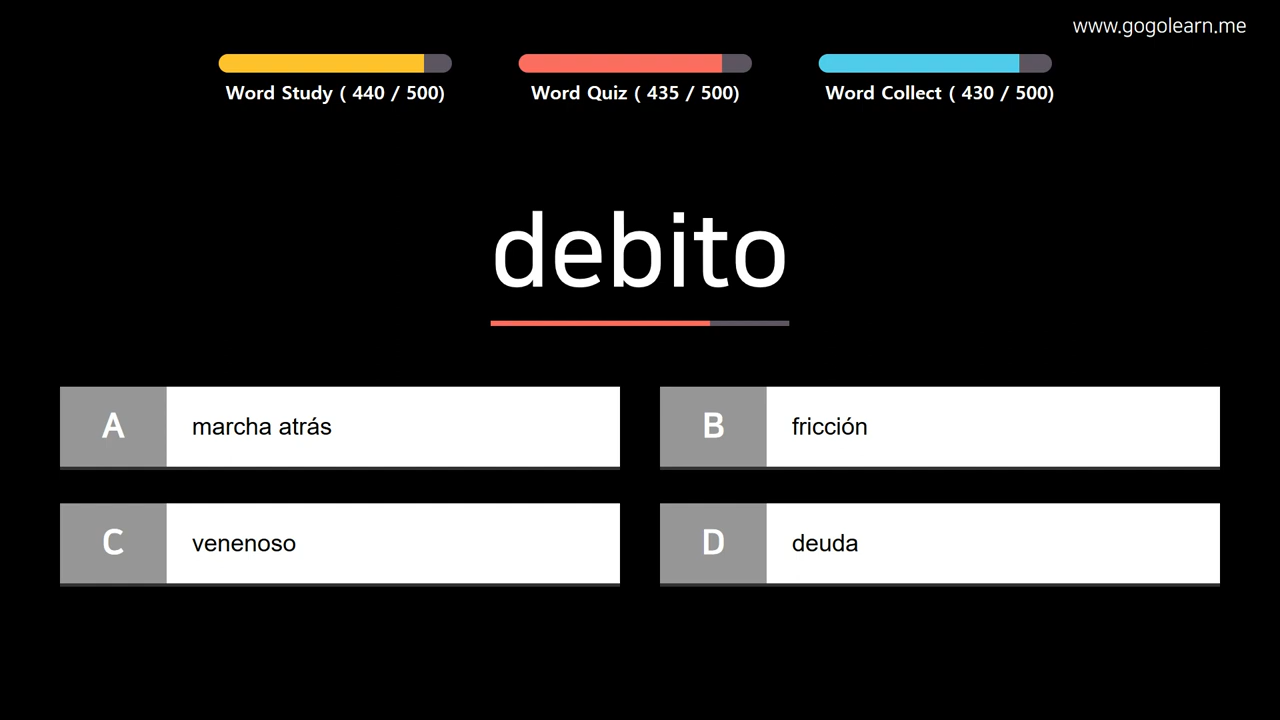 www.gogolearn.me
Word Study ( 440 / 500)
Word Quiz ( 435 / 500)
Word Collect ( 430 / 500)
debito
A
marcha atrás
B
fricción
C
venenoso
D
deuda